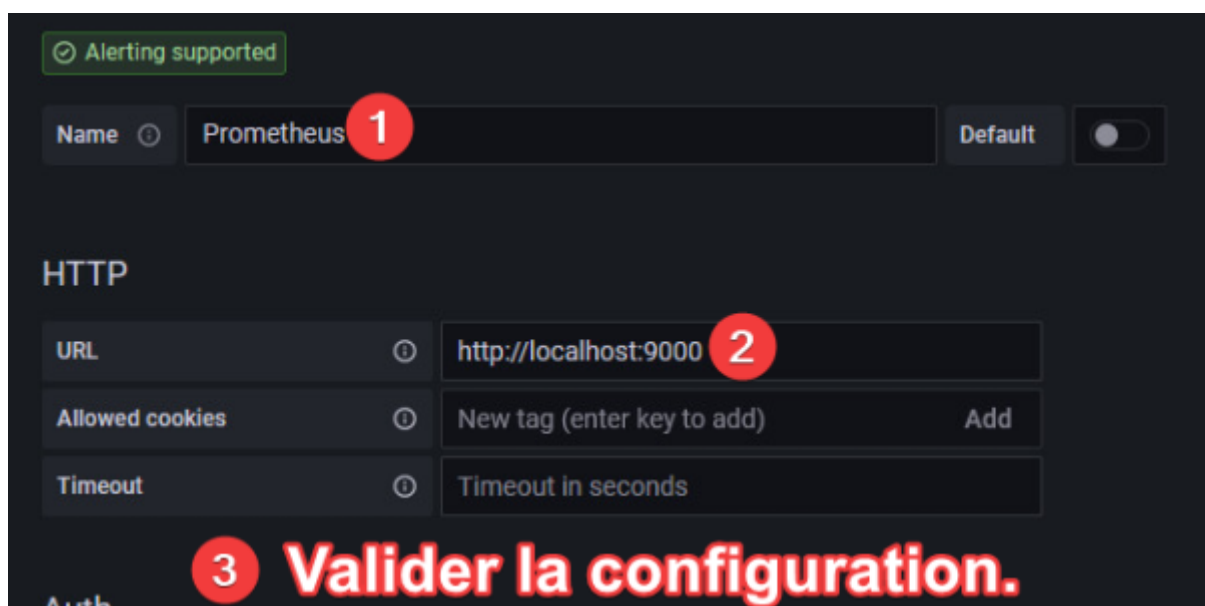 Alerting supported
Name Prometheus 1 Default
HTTP
URL http://localhost:9000 2
Allowed cookies New tag (enter key to add) Add
Timeout Timeout in seconds
3 Valider la configuration.
Auth